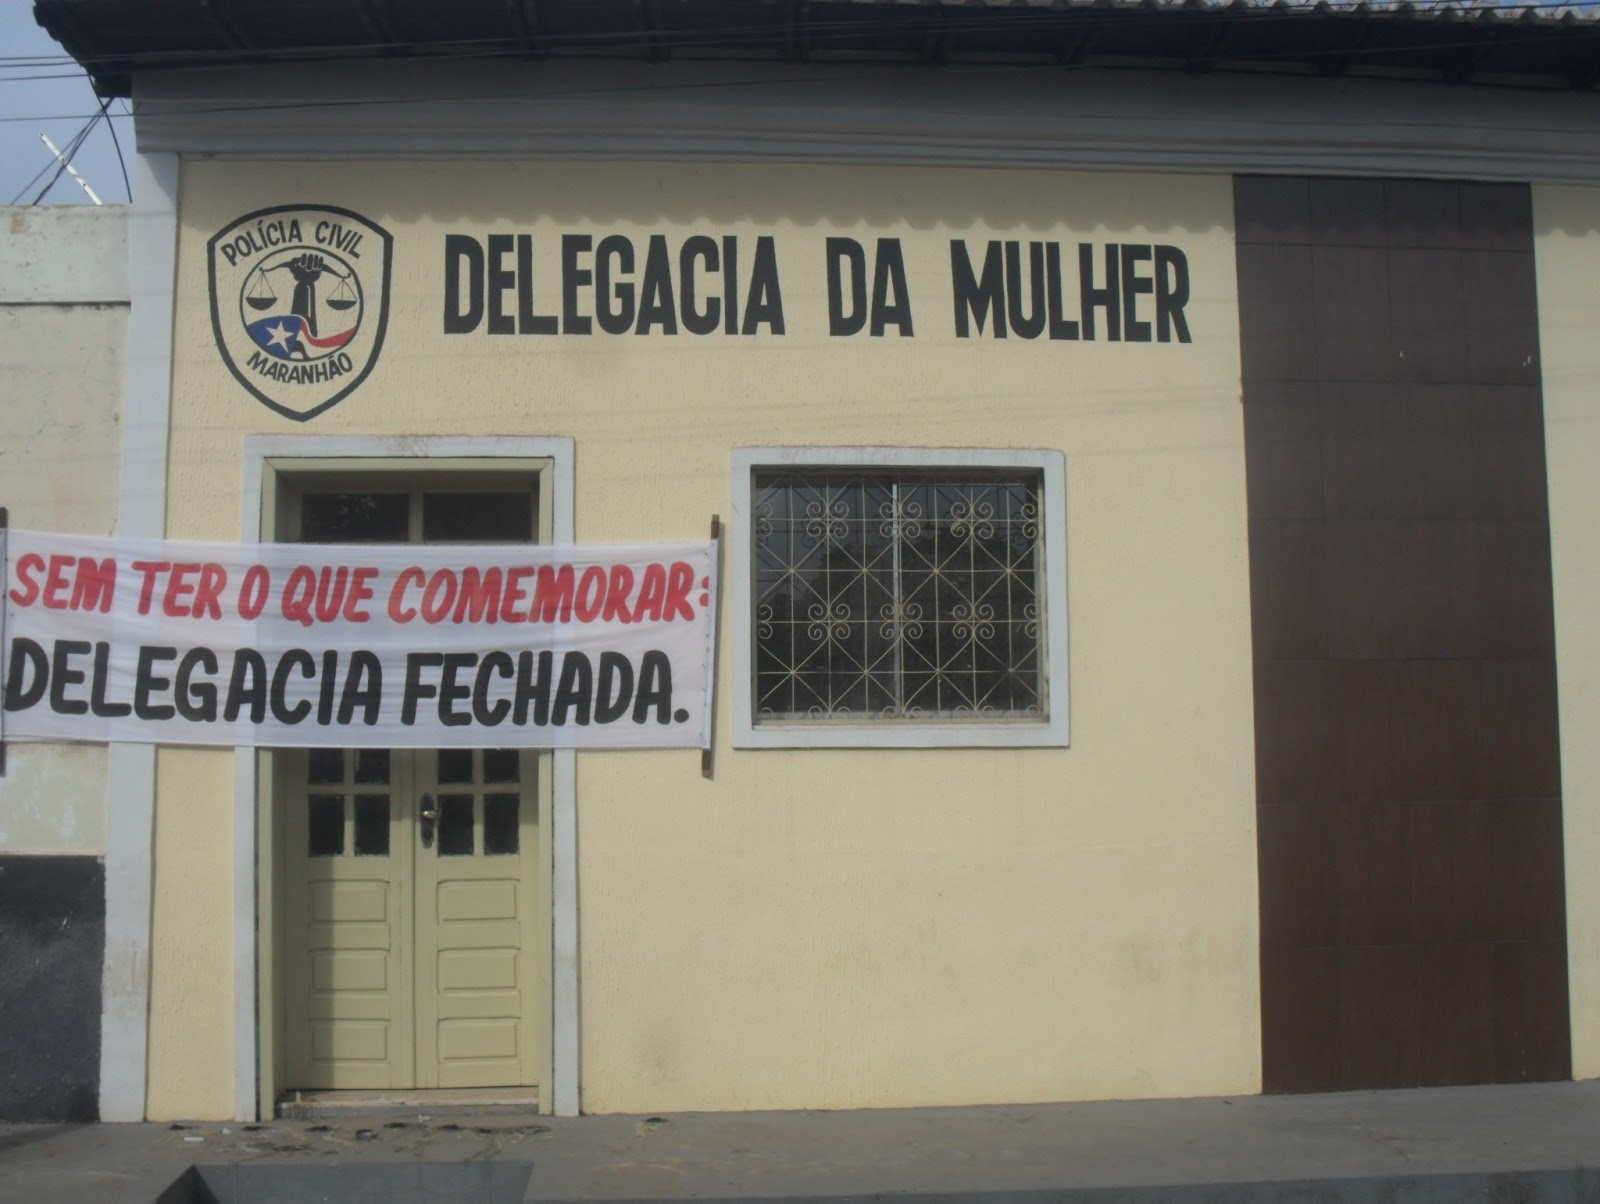 POLÍCIA CIVIL
MARANHÃO
DELEGACIA DA MULHER
SEM TER O QUE COMEMORAR:
DELEGACIA FECHADA.